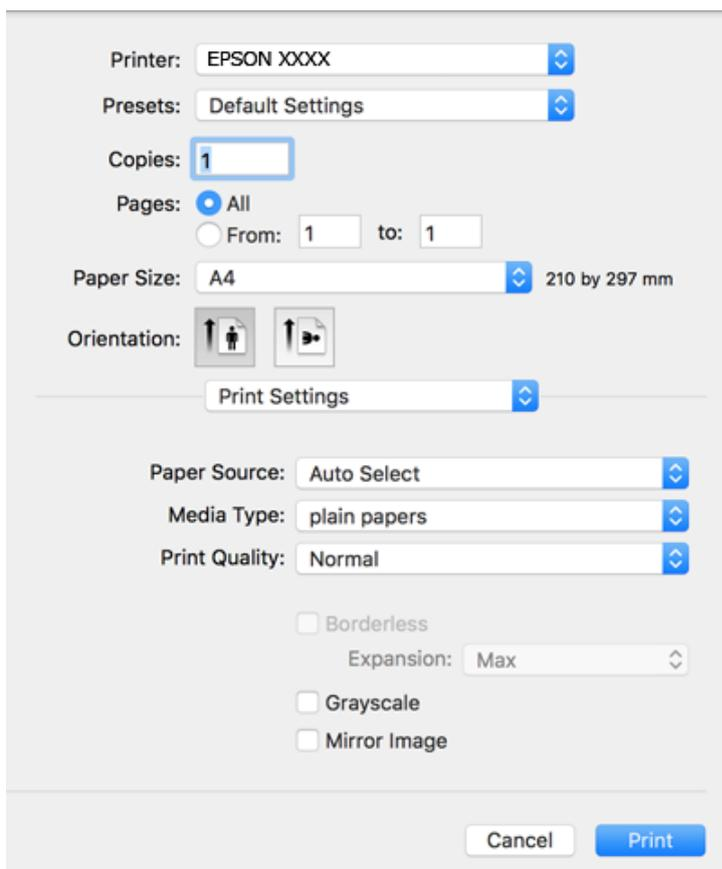 Printer: EPSON XXXX
Presets: Default Settings
Copies: 1
Pages: All
From: 1 to: 1
Paper Size: A4 210 by 297 mm
Orientation:
Print Settings
Paper Source: Auto Select
Media Type: plain papers
Print Quality: Normal
Borderless
Expansion: Max
Grayscale
Mirror Image
Cancel Print